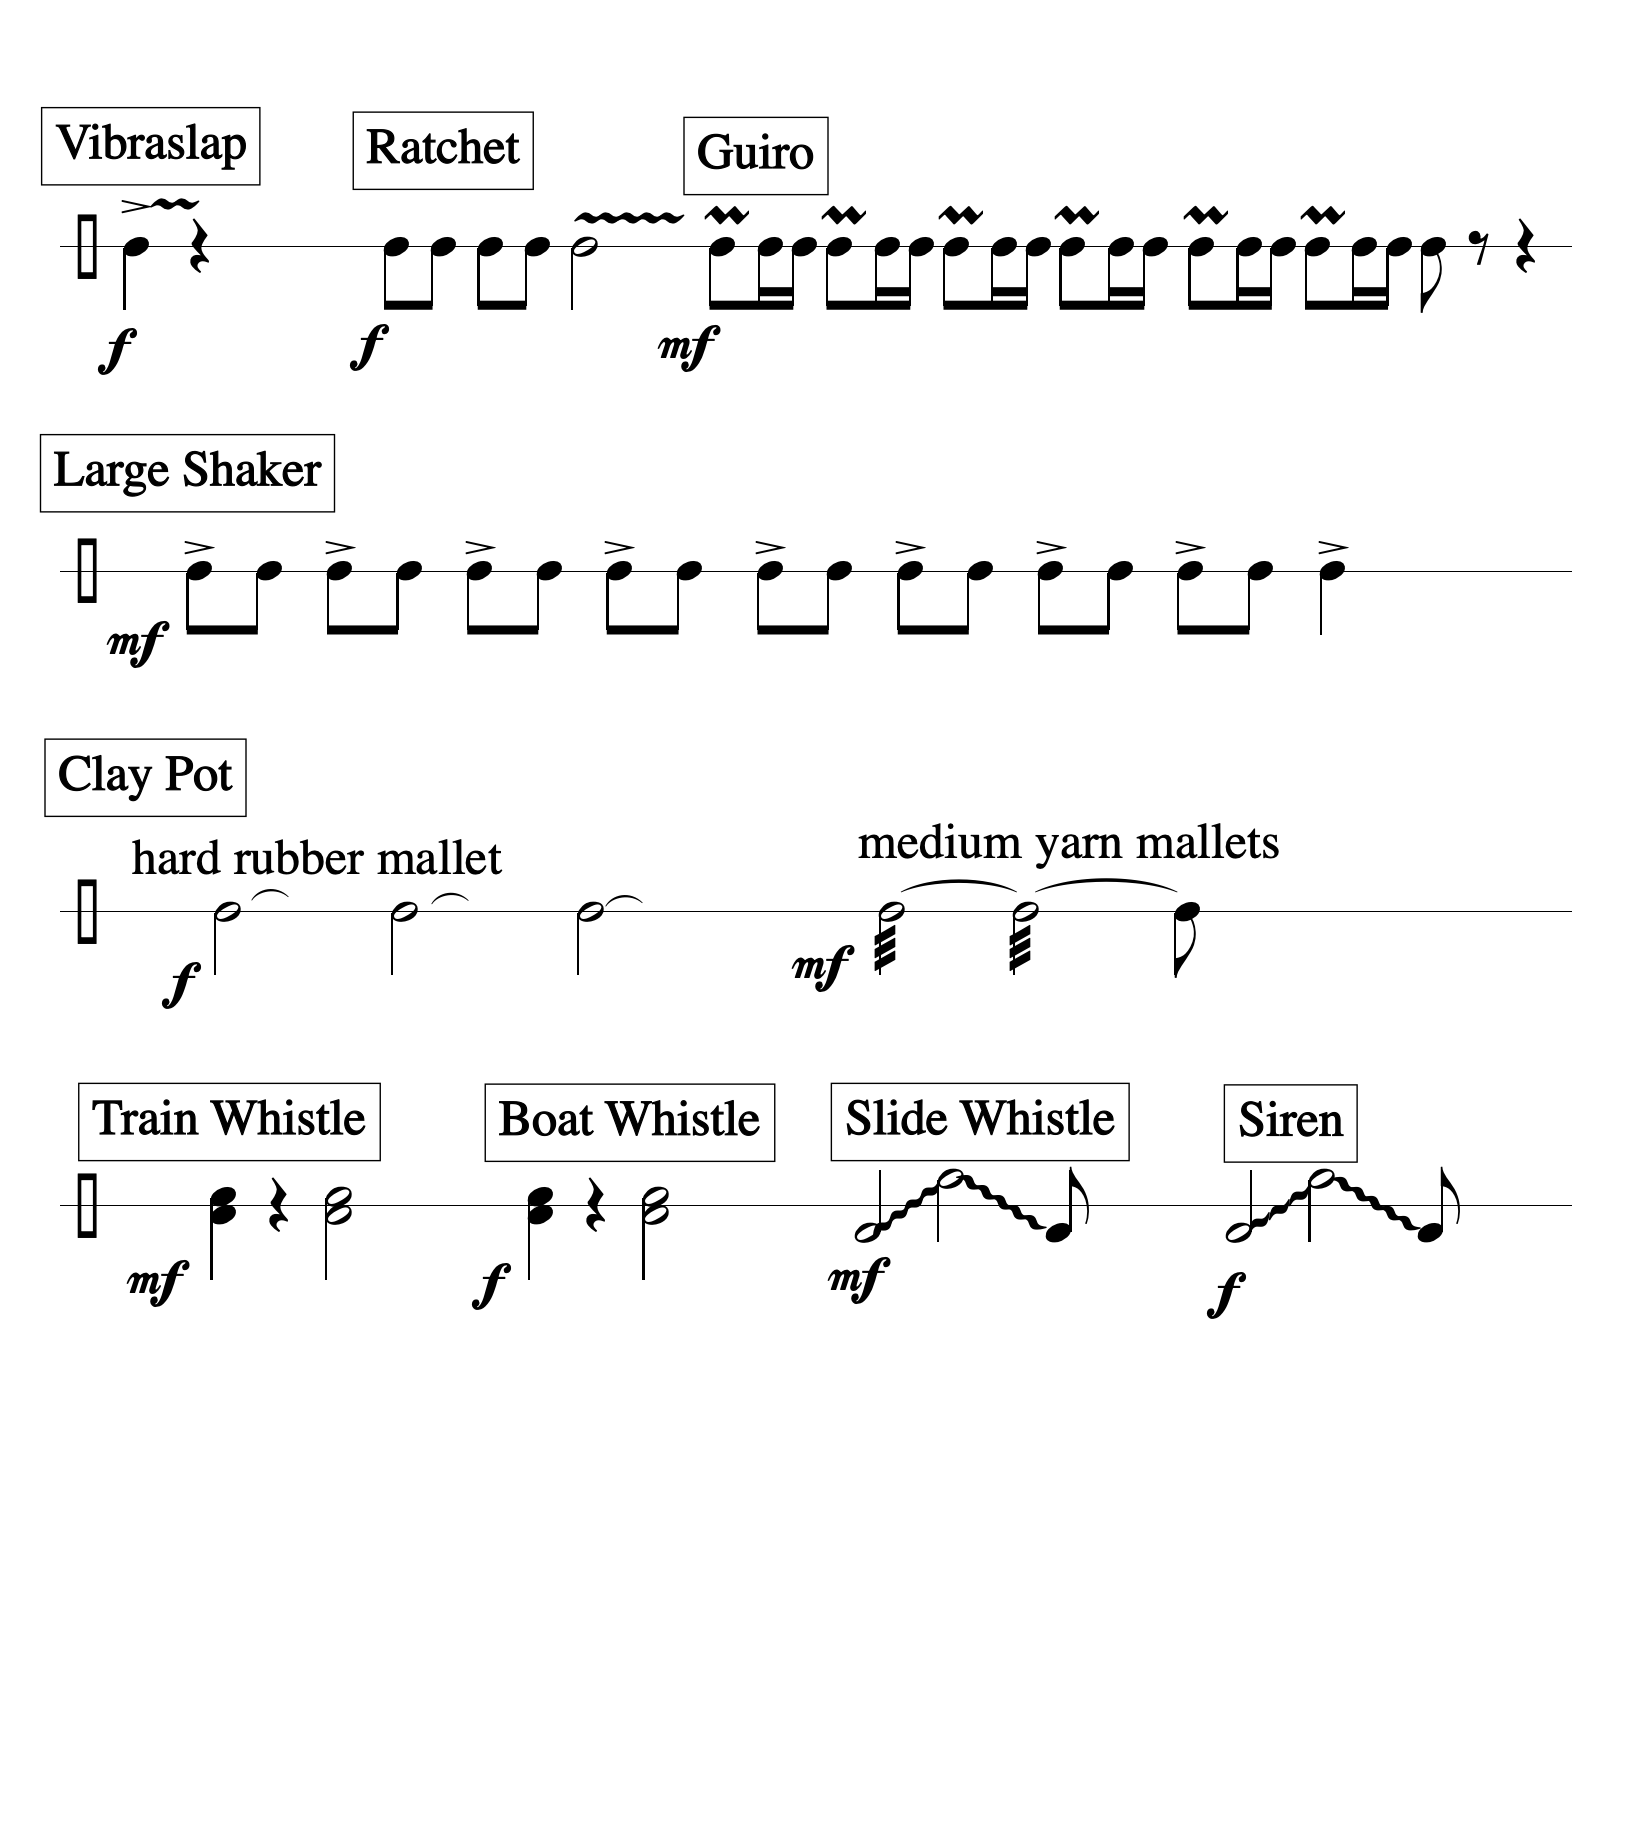 Vibraslap
Ratchet
Guiro
f
f
mf
Large Shaker
mf
Clay Pot
hard rubber mallet
medium yarn mallets
f
mf
Train Whistle
Boat Whistle
Slide Whistle
Siren
mf
f
mf
f